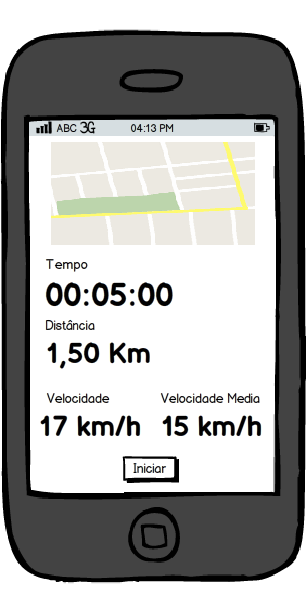 ABC 3G 04:13 PM
Tempo
00:05:00
Distância
1,50 Km
Velocidade Velocidade Media
17 km/h 15 km/h
Iniciar